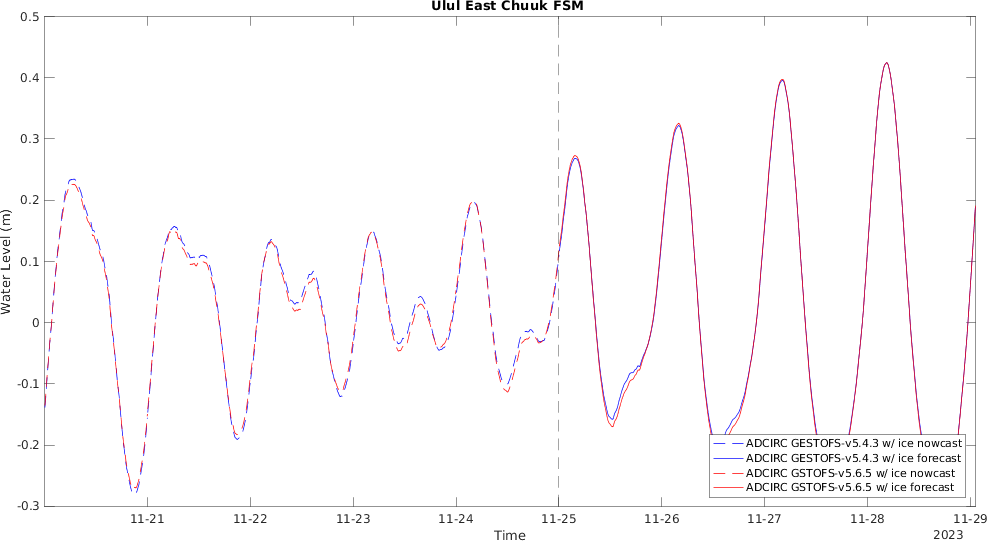 Ulul East Chuuk FSM
0.5
0.4
0.3
0.2
0.1
0
-0.1
-0.2
-0.3
Water Level (m)
ADCIRC GESTOFS-v5.4.3 w/ ice nowcast
ADCIRC GESTOFS-v5.4.3 w/ ice forecast
ADCIRC GSTOFS-v5.6.5 w/ ice nowcast
ADCIRC GSTOFS-v5.6.5 w/ ice forecast
11-21 11-22 11-23 11-24 11-25 11-26 11-27 11-28 11-29
Time
2023